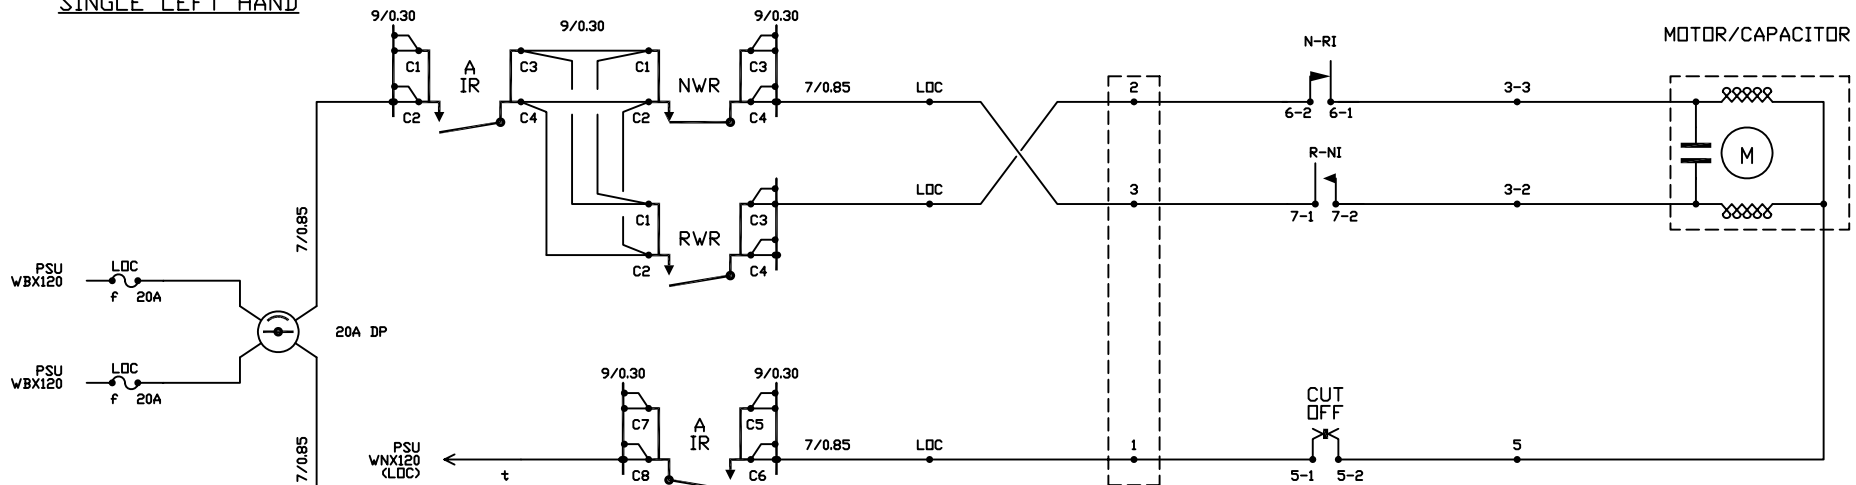 SINGLE LEFT HAND
9/0.30
9/0.30
9/0.30
N-RI
MOTOR/CAPACITOR
C1
A
IR
C3
C1
NWR
C3
7/0.85
LOC
2
3-3
C2
C4
C2
C4
6-2
6-1
R-NI
M
LOC
3
3-2
7/0.85
C1
RWR
C3
7-1
7-2
C2
C4
PSU
WBX120
LOC
f 20A
20A DP
PSU
WBX120
LOC
f 20A
9/0.30
9/0.30
CUT
OFF
C7
A
IR
C5
7/0.85
PSU
WNX120
(LOC)
t
7/0.85
LOC
1
5
C8
C6
5-1
5-2